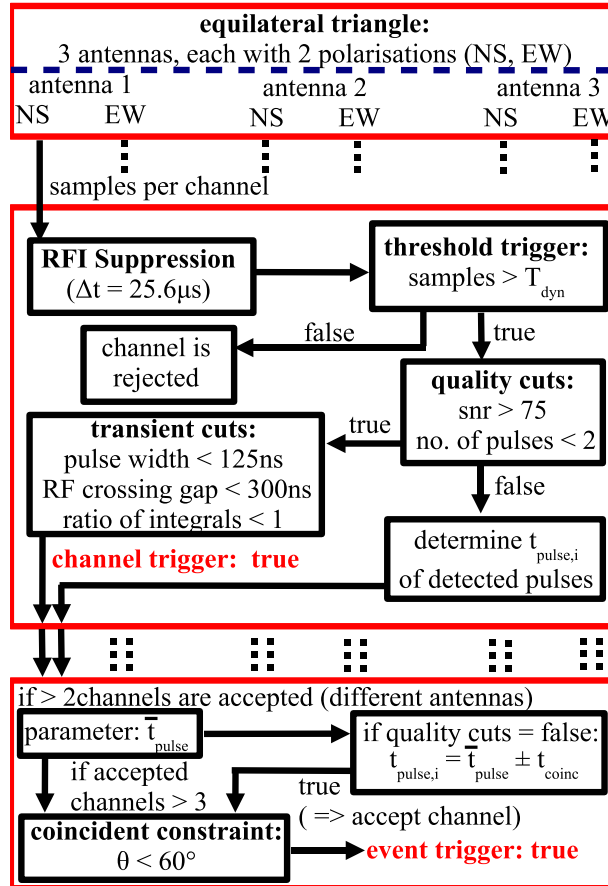 equilateral triangle:
3 antennas, each with 2 polarisations (NS, EW)
antenna 1 antenna 2 antenna 3
NS EW NS EW NS EW
samples per channel
RFI Suppression
(Δt = 25.6μs)
threshold trigger:
samples > T_dyn
false
true
channel is
rejected
quality cuts:
snr > 75
no. of pulses < 2
true
transient cuts:
pulse width < 125ns
RF crossing gap < 300ns
ratio of integrals < 1
false
channel trigger: true
determine t_pulse,i
of detected pulses
if > 2channels are accepted (different antennas)
parameter: t̅_pulse
if quality cuts = false:
t_pulse,i = t̅_pulse ± t_coinc
if accepted
channels > 3
true
( => accept channel)
coincident constraint:
θ < 60°
event trigger: true